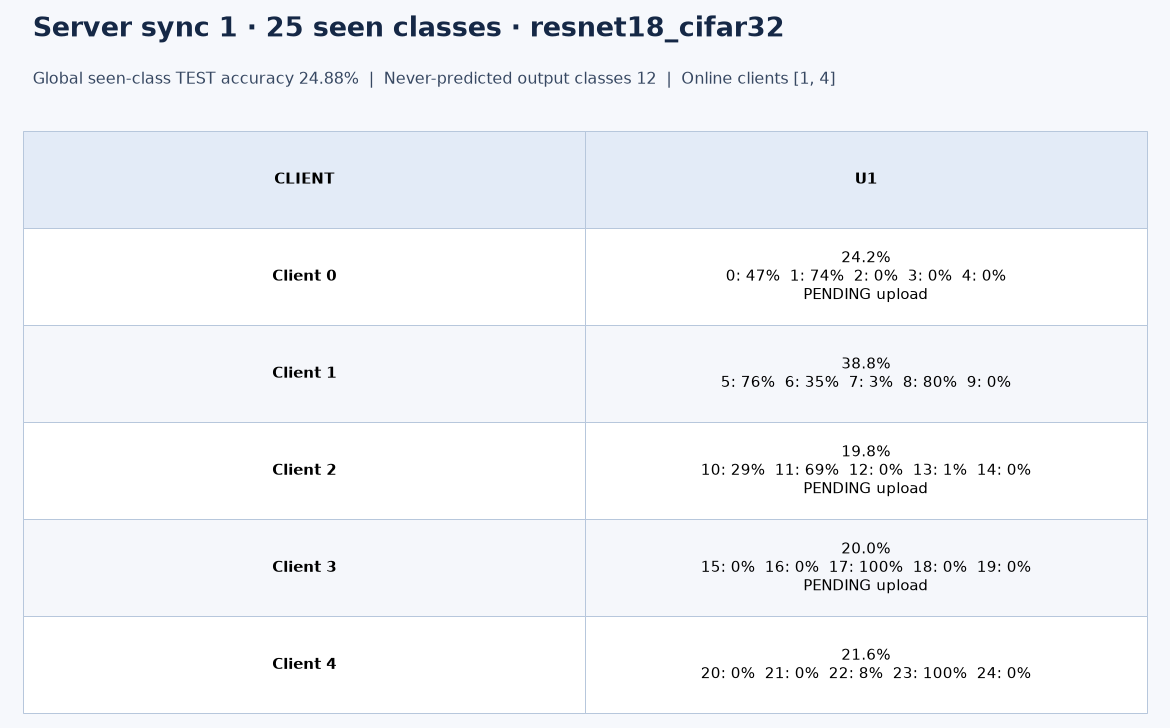 Server sync 1 · 25 seen classes · resnet18_cifar32
Global seen-class TEST accuracy 24.88% | Never-predicted output classes 12 | Online clients [1, 4]
CLIENT
U1
Client 0
24.2%
0: 47% 1: 74% 2: 0% 3: 0% 4: 0%
PENDING upload
Client 1
38.8%
5: 76% 6: 35% 7: 3% 8: 80% 9: 0%
Client 2
19.8%
10: 29% 11: 69% 12: 0% 13: 1% 14: 0%
PENDING upload
Client 3
20.0%
15: 0% 16: 0% 17: 100% 18: 0% 19: 0%
PENDING upload
Client 4
21.6%
20: 0% 21: 0% 22: 8% 23: 100% 24: 0%